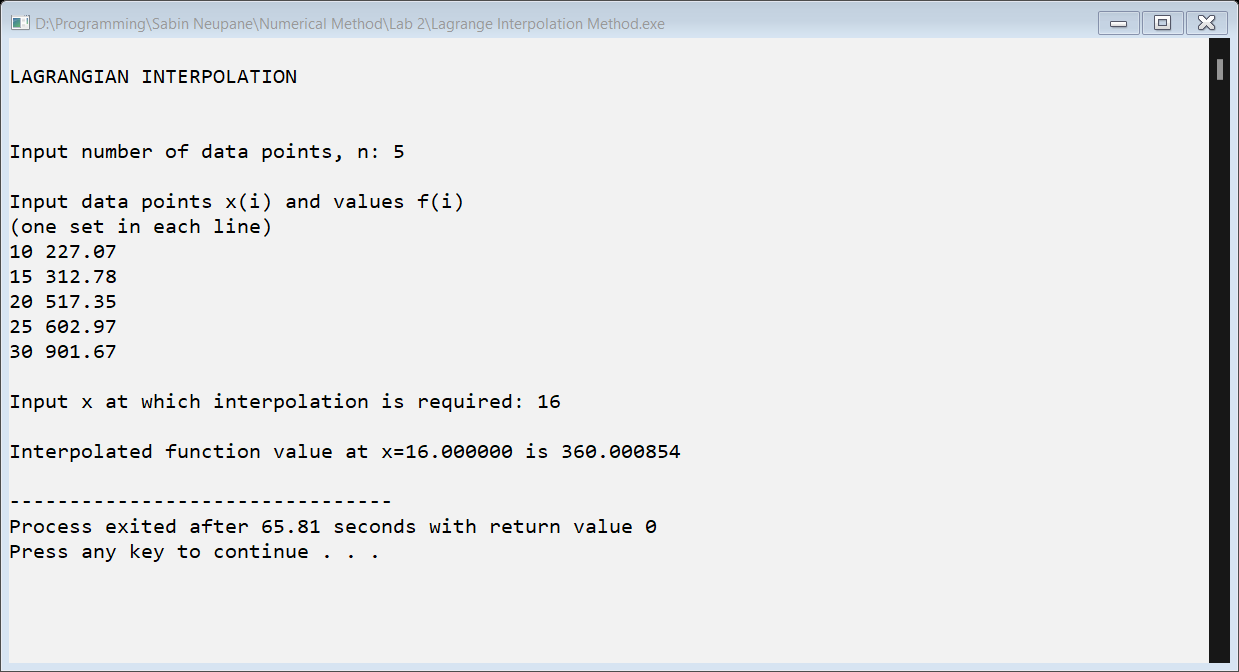 D:\Programming\Sabin Neupane\Numerical Method\Lab 2\Lagrange Interpolation Method.exe
LAGRANGIAN INTERPOLATION
Input number of data points, n: 5
Input data points x(i) and values f(i)
(one set in each line)
10 227.07
15 312.78
20 517.35
25 602.97
30 901.67
Input x at which interpolation is required: 16
Interpolated function value at x=16.000000 is 360.000854
--------------------------------
Process exited after 65.81 seconds with return value 0
Press any key to continue . . .